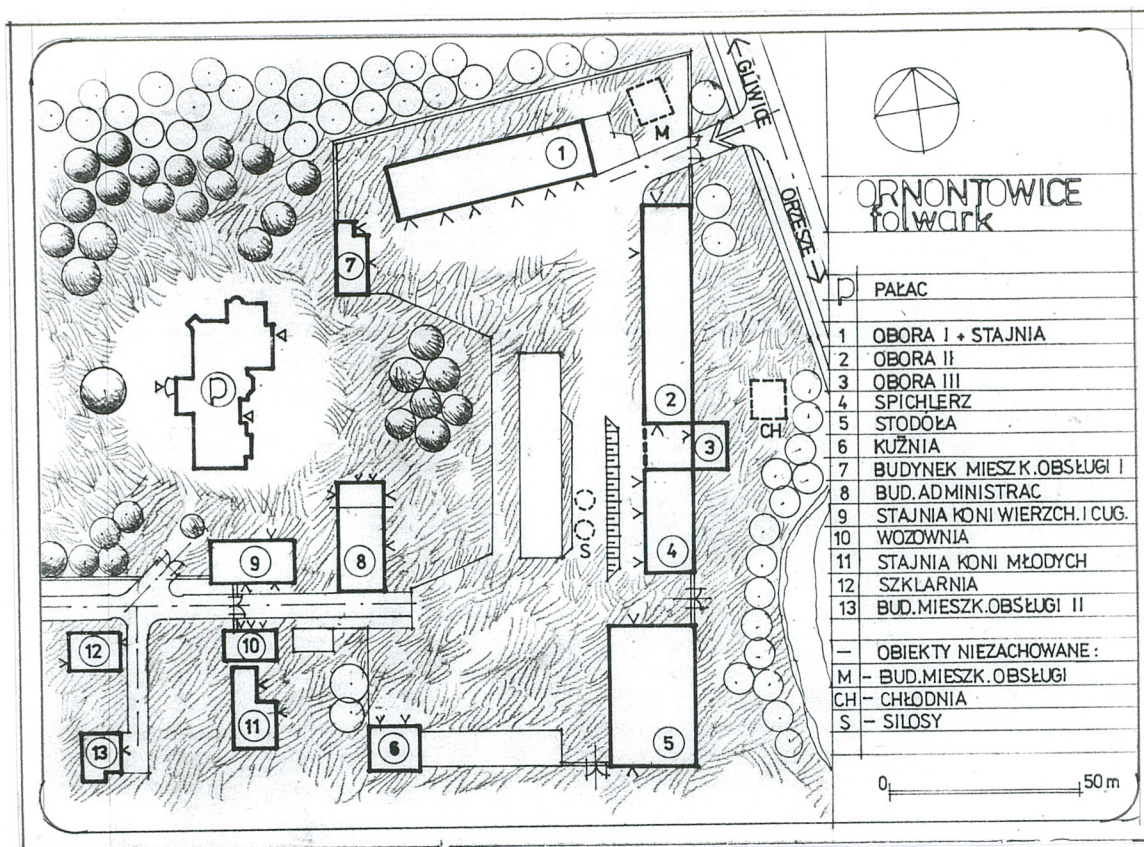 GLIWICE
ORZESZE
M
1
7
P
2
3
CH
S
4
8
9
10
11
12
13
6
5
ORNONTOWICE
folwark
P PAŁAC
1 OBORA I + STAJNIA
2 OBORA II
3 OBORA III
4 SPICHLERZ
5 STODÓŁA
6 KUŹNIA
7 BUDYNEK MIESZK.OBSŁUGI I
8 BUD.ADMINISTRAC
9 STAJNIA KONI WIERZCH. I CUG.
10 WOZOWNIA
11 STAJNIA KONI MŁODYCH
12 SZKLARNIA
13 BUD.MIESZK.OBSŁUGI II
— OBIEKTY NIEZACHOWANE :
M – BUD.MIESZK. OBSŁUGI
CH – CHŁODNIA
S – SILOSY
0 50 m